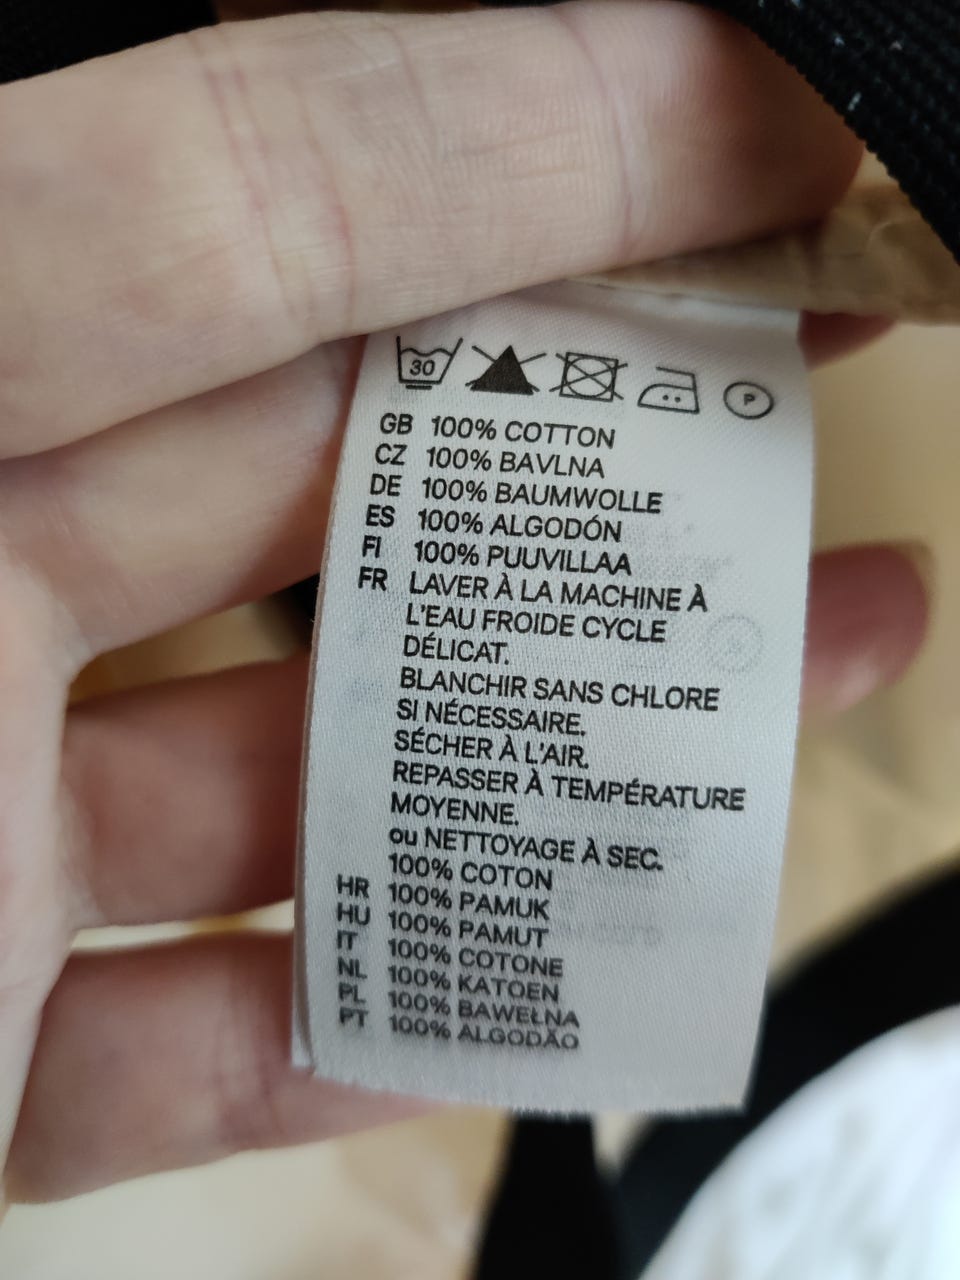 30
P
GB 100% COTTON
CZ 100% BAVLNA
DE 100% BAUMWOLLE
ES 100% ALGODÓN
FI 100% PUUVILLAA
FR LAVER À LA MACHINE À
L'EAU FROIDE CYCLE
DÉLICAT.
BLANCHIR SANS CHLORE
SI NÉCESSAIRE.
SÉCHER À L'AIR.
REPASSER À TEMPÉRATURE
MOYENNE.
ou NETTOYAGE À SEC.
100% COTON
HR 100% PAMUK
HU 100% PAMUT
IT 100% COTONE
NL 100% KATOEN
PL 100% BAWEŁNA
PT 100% ALGODÃO